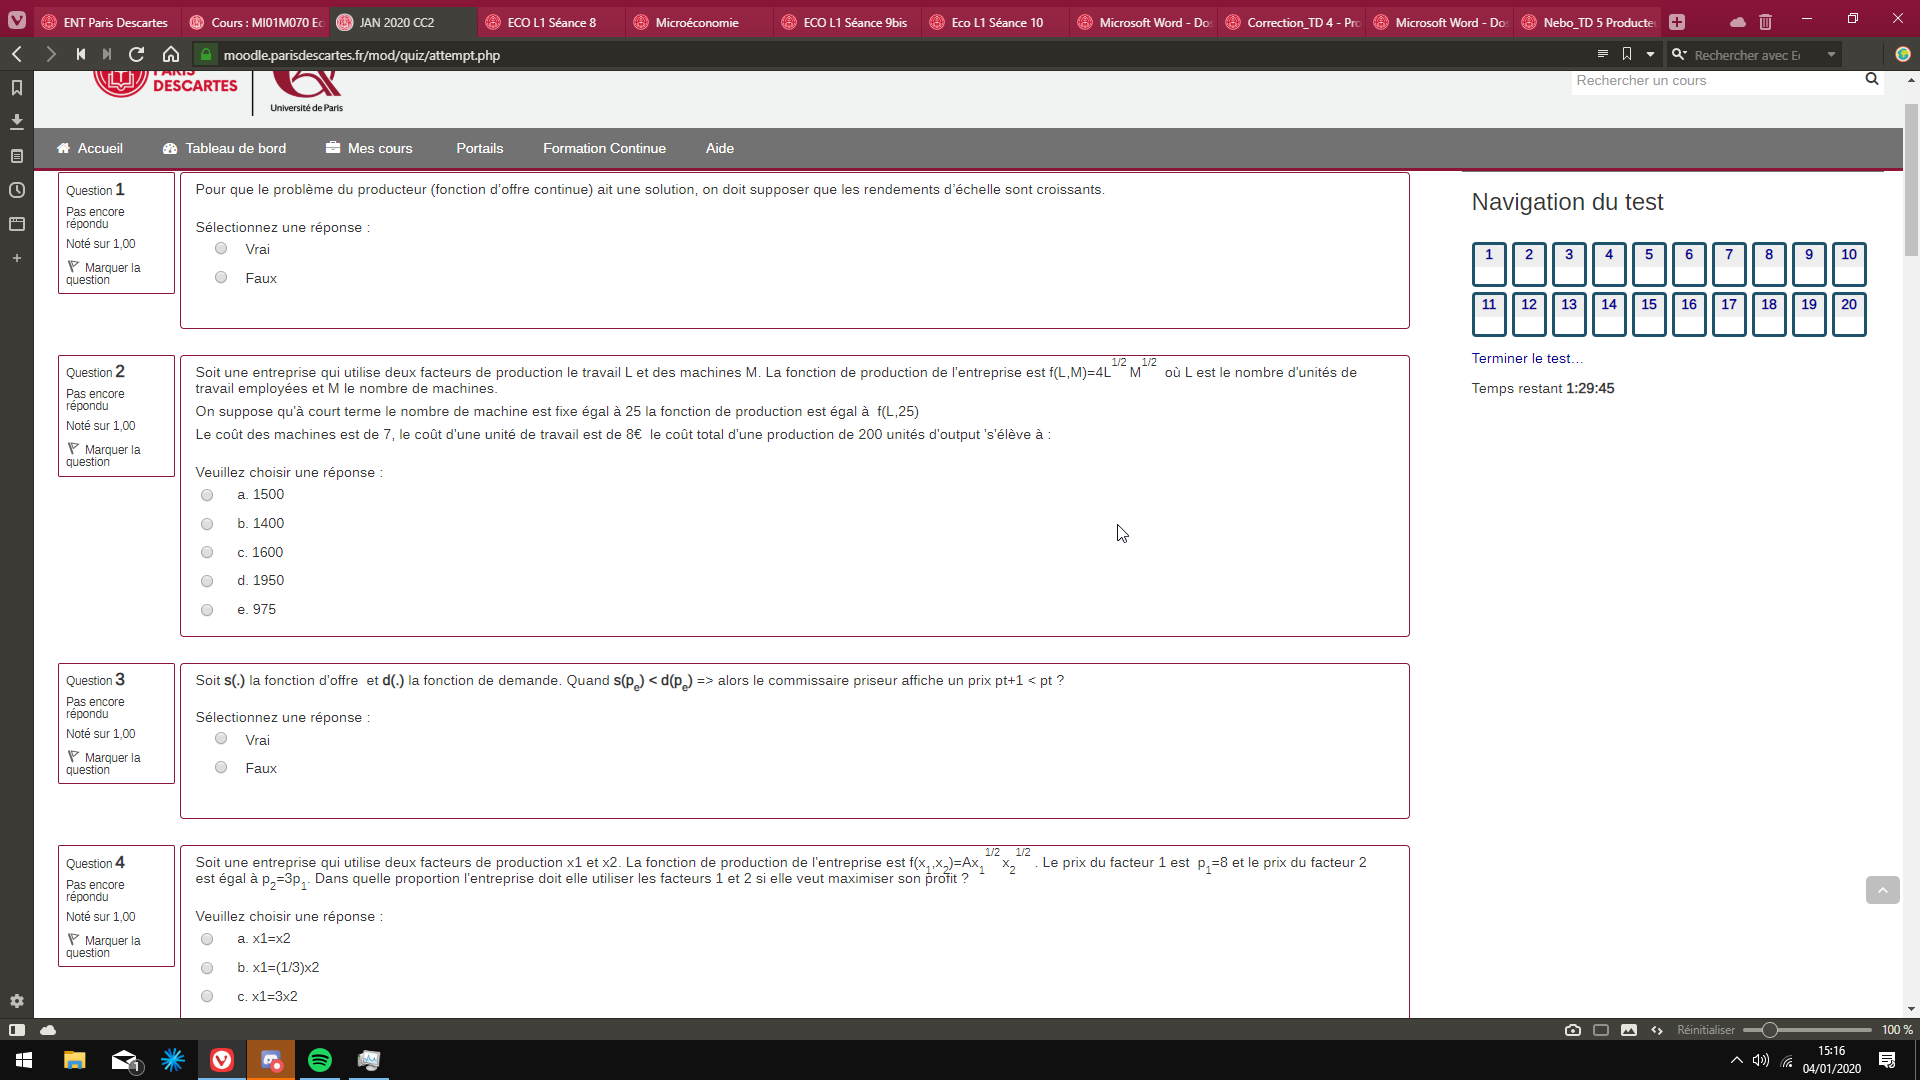 ENT Paris Descartes
Cours : MI01M070 Ec
JAN 2020 CC2
ECO L1 Séance 8
Microéconomie
ECO L1 Séance 9bis
Eco L1 Séance 10
Microsoft Word - Dos
Correction_TD 4 - Pro
Microsoft Word - Dos
Nebo_TD 5 Producte
moodle.parisdescartes.fr/mod/quiz/attempt.php
Rechercher avec Ec
DESCARTES
Université de Paris
Rechercher un cours
Accueil
Tableau de bord
Mes cours
Portails
Formation Continue
Aide
Question 1
Pas encore
répondu
Noté sur 1,00
Marquer la
question
Pour que le problème du producteur (fonction d'offre continue) ait une solution, on doit supposer que les rendements d'échelle sont croissants.
Sélectionnez une réponse :
Vrai
Faux
Question 2
Pas encore
répondu
Noté sur 1,00
Marquer la
question
Soit une entreprise qui utilise deux facteurs de production le travail L et des machines M. La fonction de production de l'entreprise est f(L,M)=4L^1/2 M^1/2 où L est le nombre d'unités de
travail employées et M le nombre de machines.
On suppose qu'à court terme le nombre de machine est fixe égal à 25 la fonction de production est égal à f(L,25)
Le coût des machines est de 7, le coût d'une unité de travail est de 8€ le coût total d'une production de 200 unités d'output 's'élève à :
Veuillez choisir une réponse :
a. 1500
b. 1400
c. 1600
d. 1950
e. 975
Question 3
Pas encore
répondu
Noté sur 1,00
Marquer la
question
Soit s(.) la fonction d'offre et d(.) la fonction de demande. Quand s(pe) < d(pe) => alors le commissaire priseur affiche un prix pt+1 < pt ?
Sélectionnez une réponse :
Vrai
Faux
Question 4
Pas encore
répondu
Noté sur 1,00
Marquer la
question
Soit une entreprise qui utilise deux facteurs de production x1 et x2. La fonction de production de l'entreprise est f(x1,x2)=Ax1^1/2 x2^1/2 . Le prix du facteur 1 est p1=8 et le prix du facteur 2
est égal à p2=3p1. Dans quelle proportion l'entreprise doit elle utiliser les facteurs 1 et 2 si elle veut maximiser son profit ?
Veuillez choisir une réponse :
a. x1=x2
b. x1=(1/3)x2
c. x1=3x2
Navigation du test
1 2 3 4 5 6 7 8 9 10
11 12 13 14 15 16 17 18 19 20
Terminer le test…
Temps restant 1:29:45
Réinitialiser
100 %
1
15:16
04/01/2020